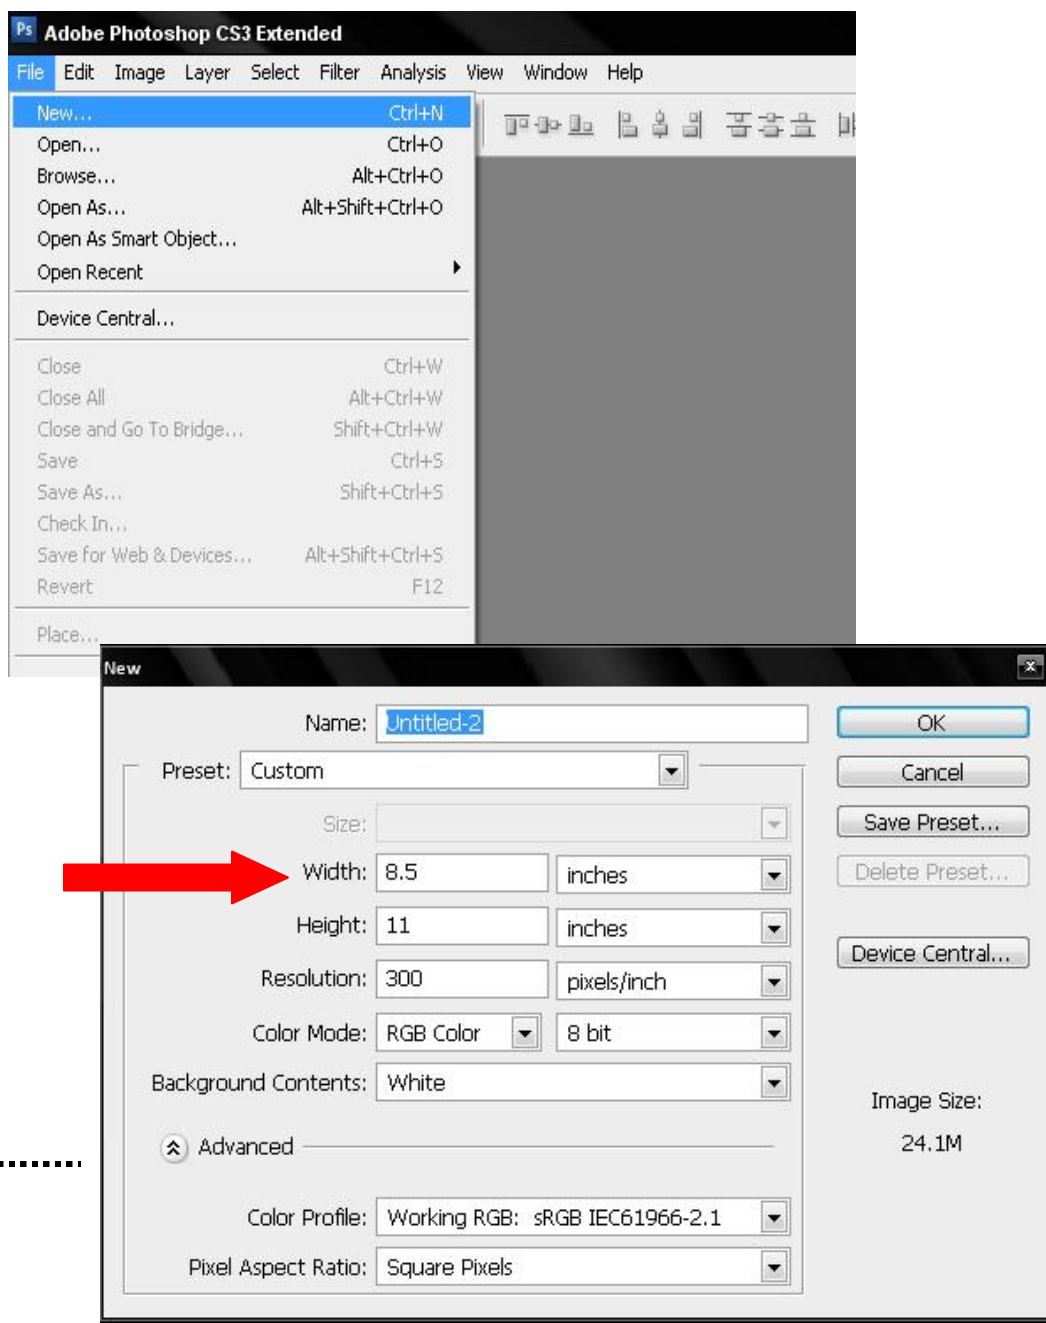 Ps Adobe Photoshop CS3 Extended
File Edit Image Layer Select Filter Analysis View Window Help
New... Ctrl+N
Open... Ctrl+O
Browse... Alt+Ctrl+O
Open As... Alt+Shift+Ctrl+O
Open As Smart Object...
Open Recent
Device Central...
Close Ctrl+W
Close All Alt+Ctrl+W
Close and Go To Bridge... Shift+Ctrl+W
Save Ctrl+S
Save As... Shift+Ctrl+S
Check In...
Save for Web & Devices... Alt+Shift+Ctrl+S
Revert F12
Place...
New
Name: Untitled-2 OK
Preset: Custom Cancel
Size: Save Preset...
Width: 8.5 inches Delete Preset...
Height: 11 inches
Device Central...
Resolution: 300 pixels/inch
Color Mode: RGB Color 8 bit
Background Contents: White
Image Size:
Advanced 24.1M
Color Profile: Working RGB: sRGB IEC61966-2.1
Pixel Aspect Ratio: Square Pixels